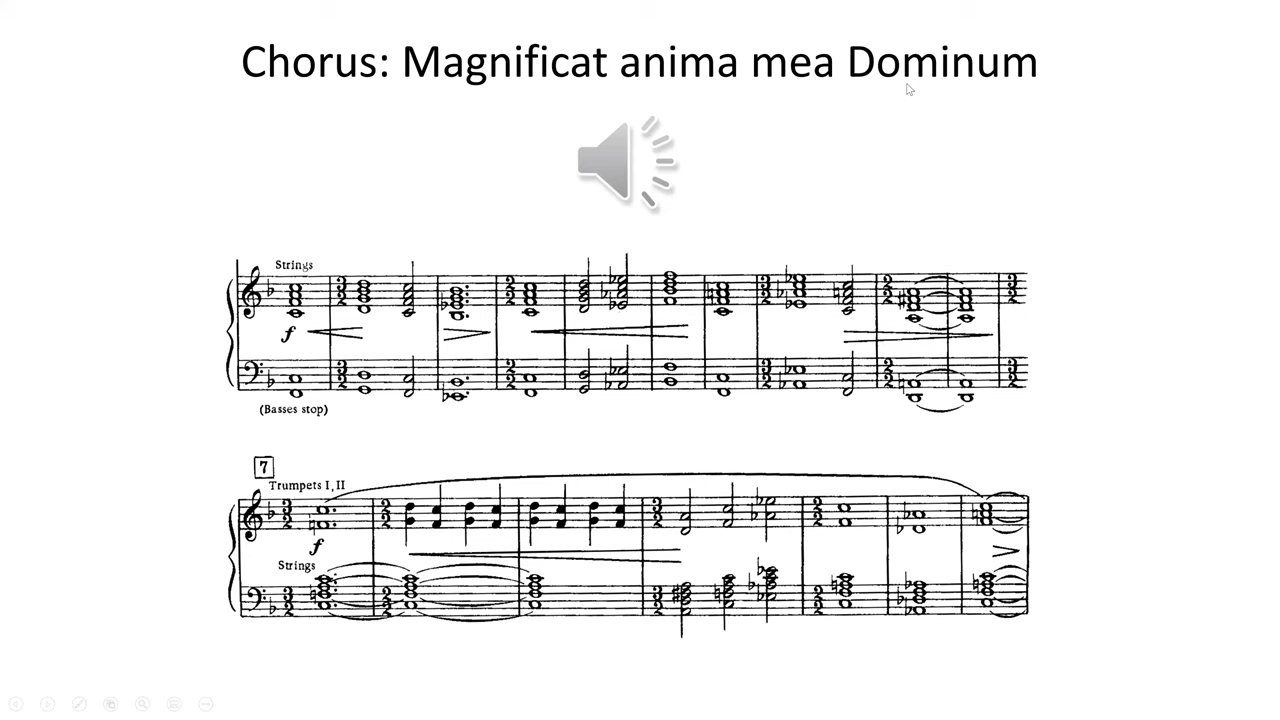 Chorus: Magnificat anima mea Dominum
Strings
f
(Basses stop)
7
Trumpets I, II
f
Strings